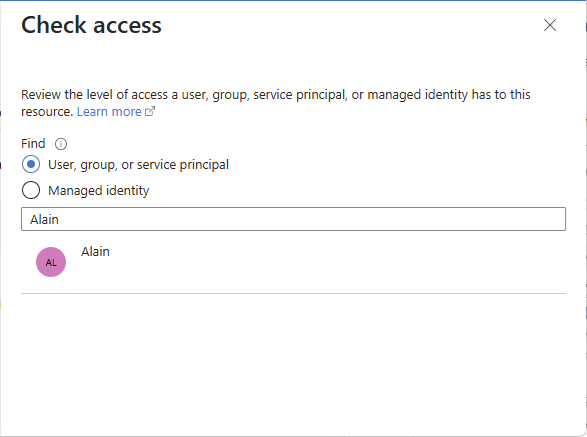 Check access
Review the level of access a user, group, service principal, or managed identity has to this
resource. Learn more
Find
User, group, or service principal
Managed identity
Alain
AL
Alain